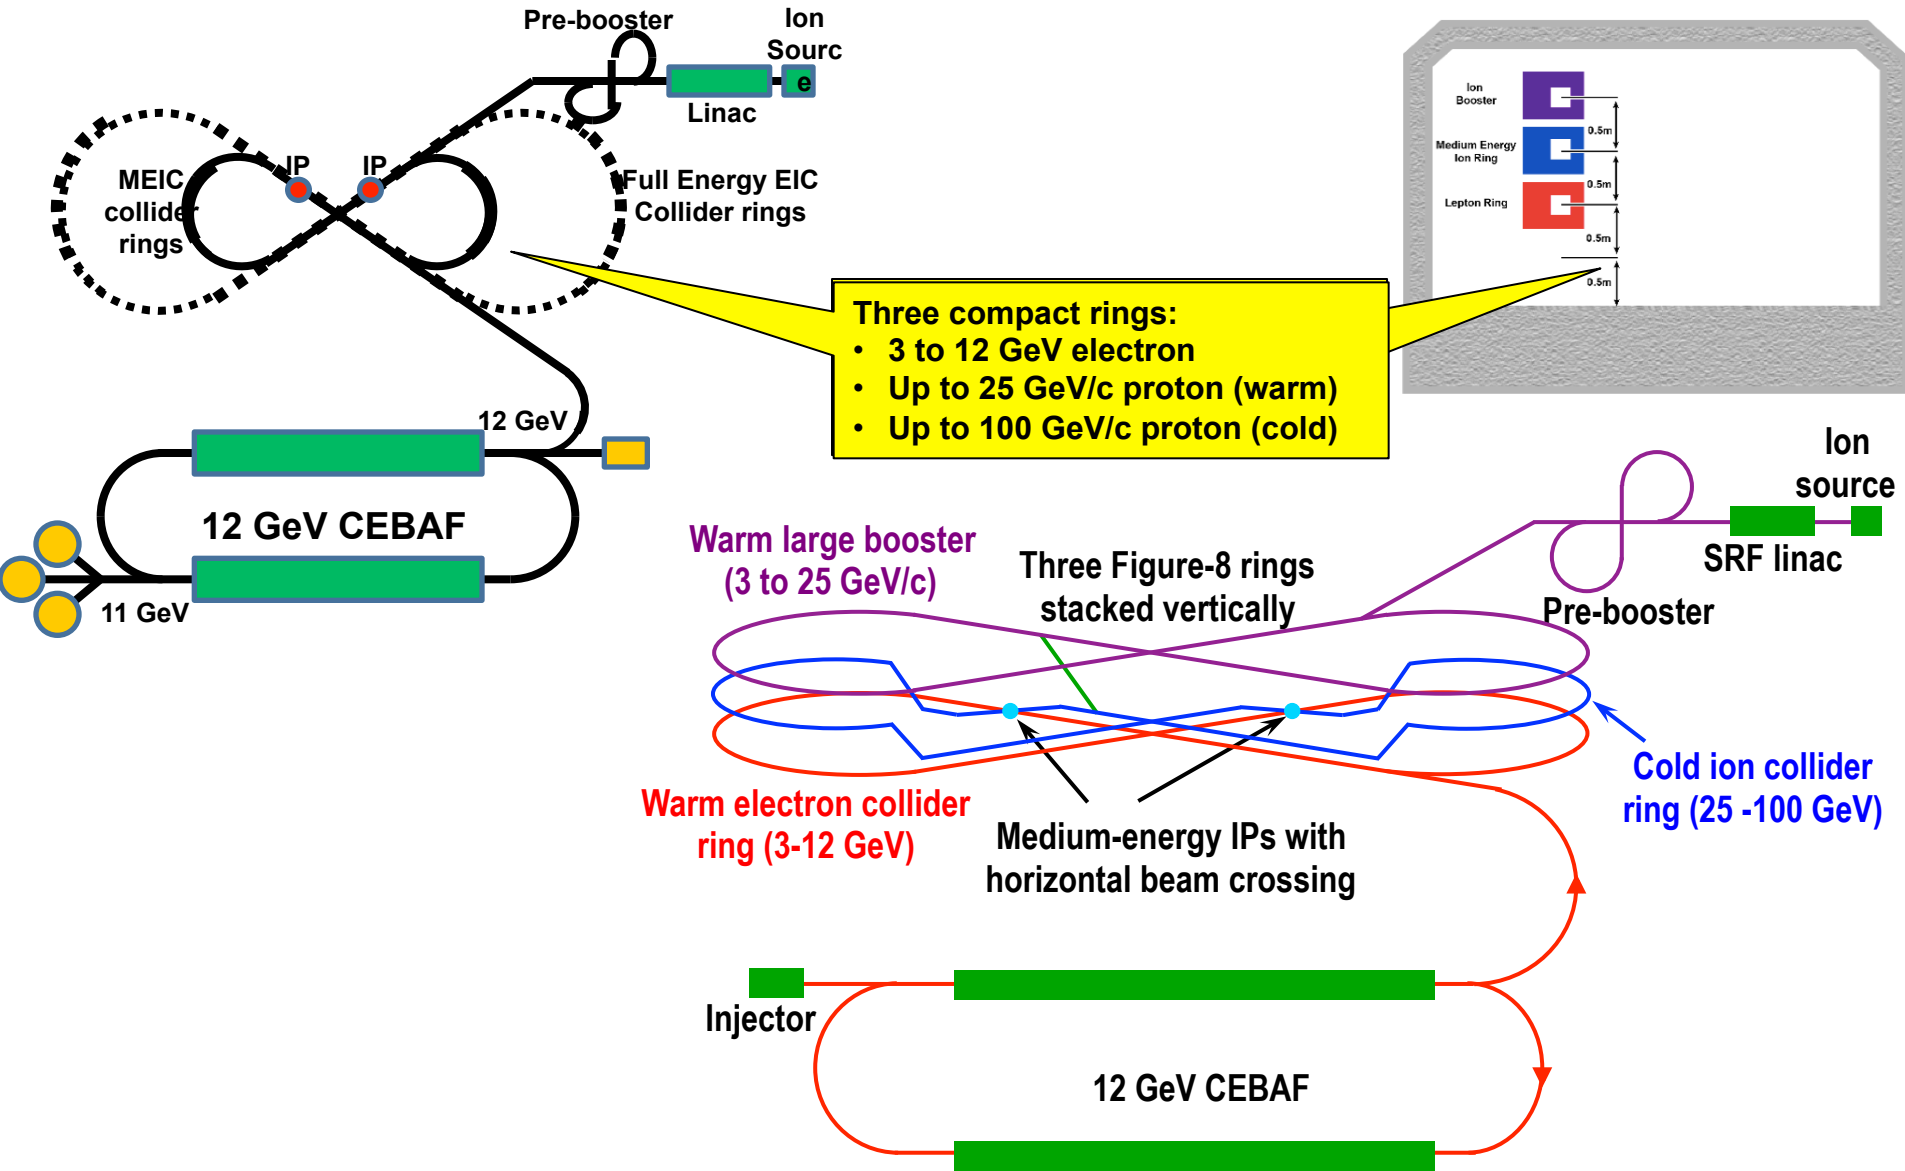 Pre-booster
Ion
Sourc
e
Linac
IP
IP
MEIC
collider
rings
Full Energy EIC
Collider rings
Ion
Booster
0.5m
Medium Energy
Ion Ring
0.5m
Lepton Ring
0.5m
0.5m
Three compact rings:
• 3 to 12 GeV electron
• Up to 25 GeV/c proton (warm)
• Up to 100 GeV/c proton (cold)
12 GeV
12 GeV CEBAF
11 GeV
Warm large booster
(3 to 25 GeV/c)
Three Figure-8 rings
stacked vertically
Ion
source
SRF linac
Pre-booster
Warm electron collider
ring (3-12 GeV)
Medium-energy IPs with
horizontal beam crossing
Cold ion collider
ring (25 -100 GeV)
Injector
12 GeV CEBAF